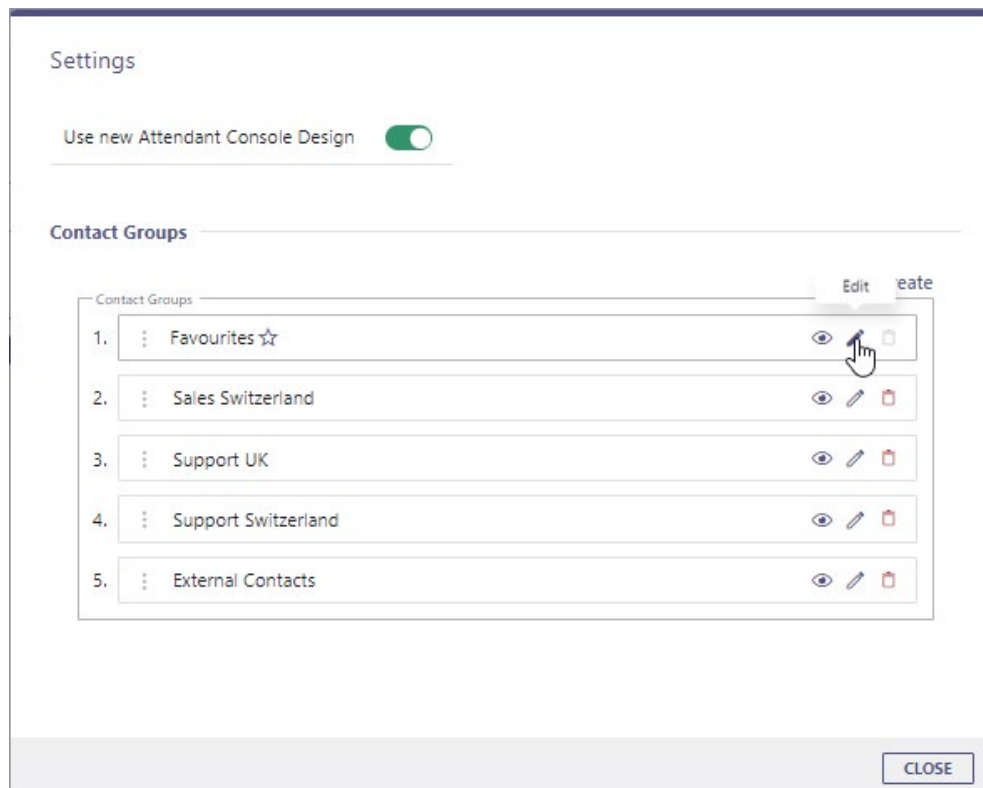 Settings
Use new Attendant Console Design
Contact Groups
Edit
Contact Groups
1. Favourites
2. Sales Switzerland
3. Support UK
4. Support Switzerland
5. External Contacts
CLOSE